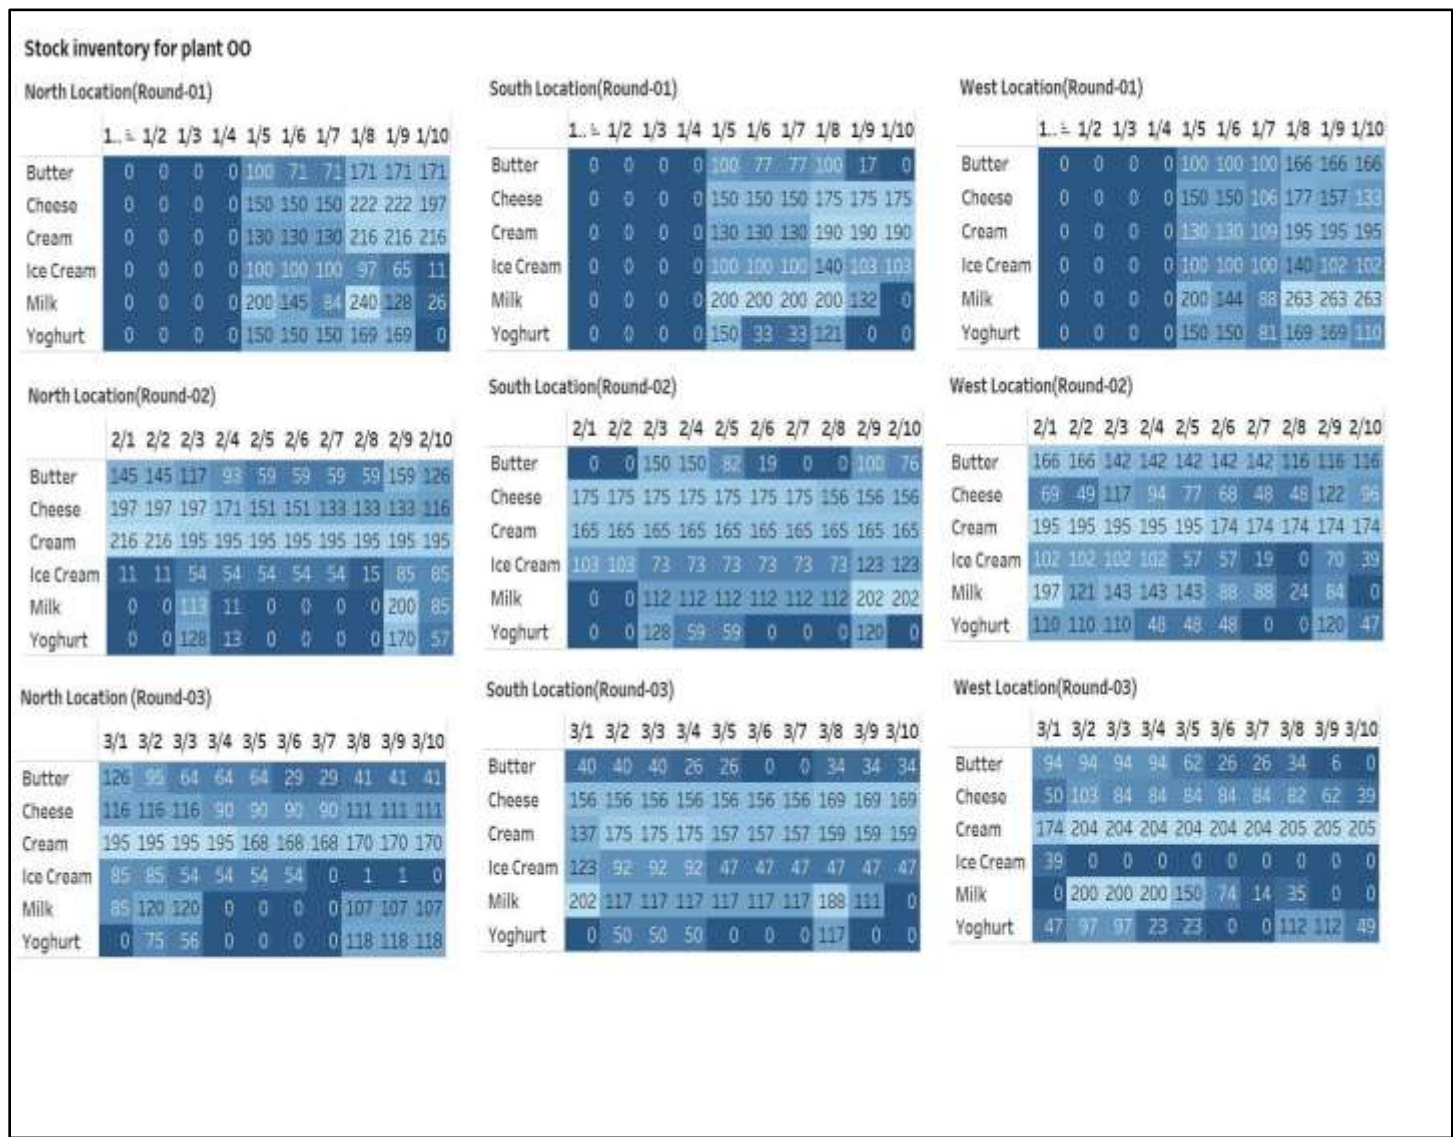 Stock inventory for plant OO
North Location(Round-01)
1.. 1/2 1/3 1/4 1/5 1/6 1/7 1/8 1/9 1/10
Butter 0 0 0 0 100 71 71 171 171 171
Cheese 0 0 0 0 150 150 150 222 222 197
Cream 0 0 0 0 130 130 130 216 216 216
Ice Cream 0 0 0 0 100 100 100 97 65 11
Milk 0 0 0 0 200 145 84 240 128 26
Yoghurt 0 0 0 0 150 150 150 169 169 0
South Location(Round-01)
1.. 1/2 1/3 1/4 1/5 1/6 1/7 1/8 1/9 1/10
Butter 0 0 0 0 100 77 77 100 17 0
Cheese 0 0 0 0 150 150 150 175 175 175
Cream 0 0 0 0 130 130 130 190 190 190
Ice Cream 0 0 0 0 100 100 100 140 103 103
Milk 0 0 0 0 200 200 200 200 132 0
Yoghurt 0 0 0 0 150 33 33 121 0 0
West Location(Round-01)
1.. 1/2 1/3 1/4 1/5 1/6 1/7 1/8 1/9 1/10
Butter 0 0 0 0 100 100 100 166 166 166
Cheese 0 0 0 0 150 150 106 177 157 133
Cream 0 0 0 0 130 130 109 195 195 195
Ice Cream 0 0 0 0 100 100 100 140 102 102
Milk 0 0 0 0 200 144 88 263 263 263
Yoghurt 0 0 0 0 150 150 81 169 169 110
North Location(Round-02)
2/1 2/2 2/3 2/4 2/5 2/6 2/7 2/8 2/9 2/10
Butter 145 145 117 93 59 59 59 59 159 126
Cheese 197 197 197 171 151 151 133 133 133 116
Cream 216 216 195 195 195 195 195 195 195 195
Ice Cream 11 11 54 54 54 54 54 15 85 85
Milk 0 0 113 11 0 0 0 0 200 85
Yoghurt 0 0 128 13 0 0 0 0 170 57
South Location(Round-02)
2/1 2/2 2/3 2/4 2/5 2/6 2/7 2/8 2/9 2/10
Butter 0 0 150 150 82 19 0 0 100 76
Cheese 175 175 175 175 175 175 175 156 156 156
Cream 165 165 165 165 165 165 165 165 165 165
Ice Cream 103 103 73 73 73 73 73 73 123 123
Milk 0 0 112 112 112 112 112 112 202 202
Yoghurt 0 0 128 59 59 0 0 0 120 0
West Location(Round-02)
2/1 2/2 2/3 2/4 2/5 2/6 2/7 2/8 2/9 2/10
Butter 166 166 142 142 142 142 142 116 116 116
Cheese 69 49 117 94 77 68 48 48 122 96
Cream 195 195 195 195 195 174 174 174 174 174
Ice Cream 102 102 102 102 57 57 19 0 70 39
Milk 197 121 143 143 143 88 88 24 84 0
Yoghurt 110 110 110 48 48 48 0 0 120 47
North Location (Round-03)
3/1 3/2 3/3 3/4 3/5 3/6 3/7 3/8 3/9 3/10
Butter 126 95 64 64 64 29 29 41 41 41
Cheese 116 116 116 90 90 90 90 111 111 111
Cream 195 195 195 195 168 168 168 170 170 170
Ice Cream 85 85 54 54 54 54 0 1 1 0
Milk 85 120 120 0 0 0 0 107 107 107
Yoghurt 0 75 56 0 0 0 0 118 118 118
South Location(Round-03)
3/1 3/2 3/3 3/4 3/5 3/6 3/7 3/8 3/9 3/10
Butter 40 40 40 26 26 0 0 34 34 34
Cheese 156 156 156 156 156 156 156 169 169 169
Cream 137 175 175 175 157 157 157 159 159 159
Ice Cream 123 92 92 92 47 47 47 47 47 47
Milk 202 117 117 117 117 117 117 188 111 0
Yoghurt 0 50 50 50 0 0 0 117 0 0
West Location(Round-03)
3/1 3/2 3/3 3/4 3/5 3/6 3/7 3/8 3/9 3/10
Butter 94 94 94 94 62 26 26 34 6 0
Cheese 50 103 84 84 84 84 84 82 62 39
Cream 174 204 204 204 204 204 204 205 205 205
Ice Cream 39 0 0 0 0 0 0 0 0 0
Milk 0 200 200 200 150 74 14 35 0 0
Yoghurt 47 97 97 23 23 0 0 112 112 49